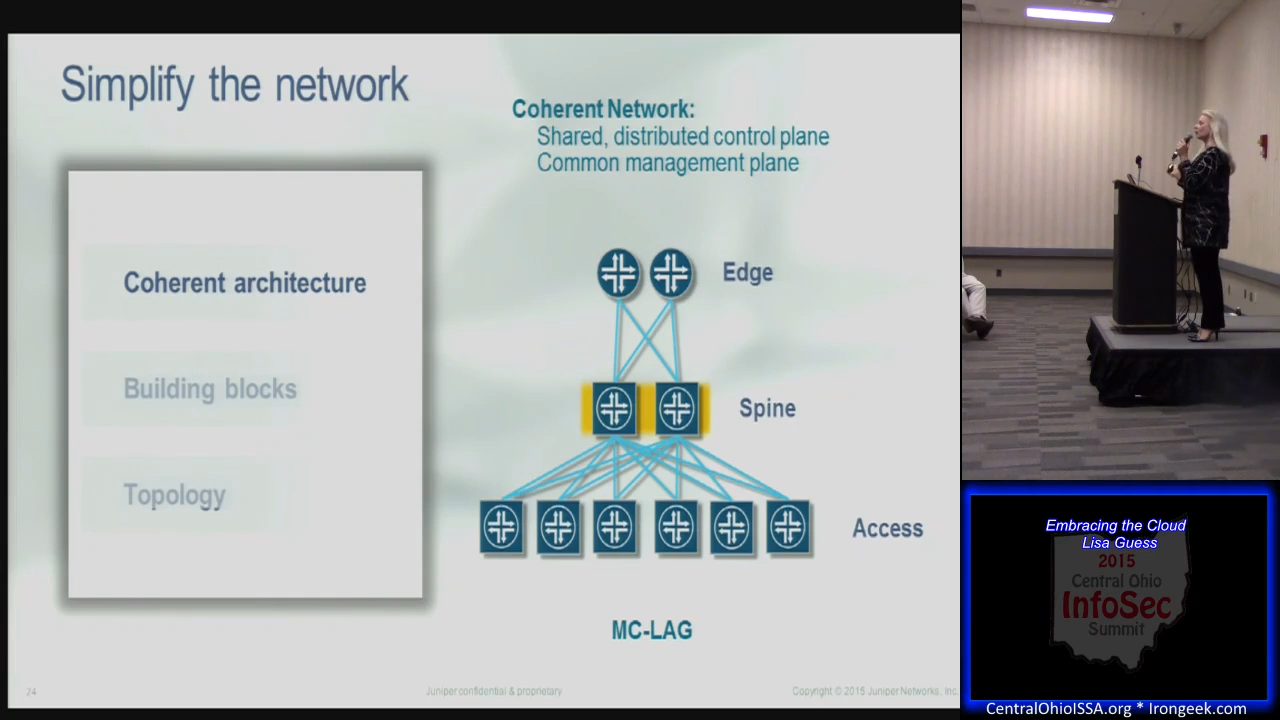 Simplify the network
Coherent Network:
Shared, distributed control plane
Common management plane
Coherent architecture
Building blocks
Topology
Edge
Spine
Access
MC-LAG
24
Juniper confidential & proprietary
Copyright © 2015 Juniper Networks, Inc.
Embracing the Cloud
Lisa Guess
2015
Central Ohio
InfoSec
Summit
CentralOhioISSA.org * Irongeek.com